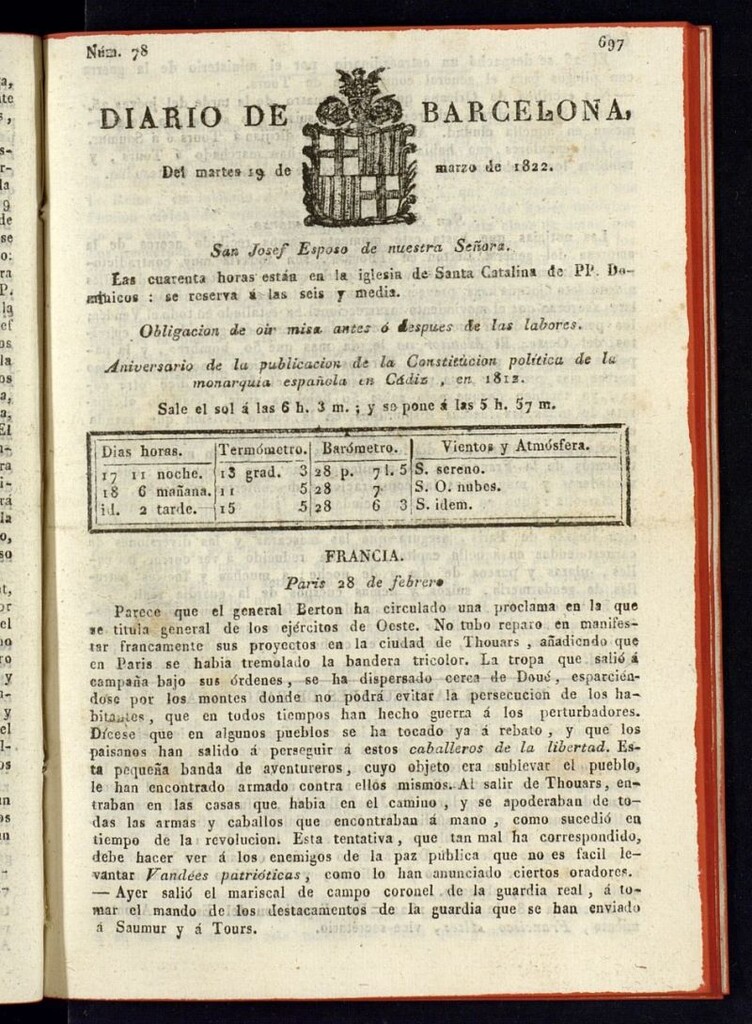 Núm. 78
697
DIARIO DE BARCELONA,
Del martes 19 de marzo de 1822.
San Josef Esposo de nuestra Señora.
Las cuarenta horas están en la iglesia de Santa Catalina de PP. Do-
minicos : se reserva á las seis y media.
Obligacion de oir misa antes ó despues de las labores.
Aniversario de la publicacion de la Constitucion política de la
monarquía española en Cádiz , en 1812.
Sale el sol á las 6 h. 3 m. ; y se pone á las 5 h. 57 m.
Dias horas. Termómetro. Barómetro. Vientos y Atmósfera.
17 11 noche. 13 grad. 3 28 p. 7 l. 5 S. sereno.
18 6 mañana. 11 5 28 7 S. O. nubes.
id. 2 tarde. 15 5 28 6 3 S. idem.
FRANCIA.
Paris 28 de febrero
Parece que el general Berton ha circulado una proclama en la que
se titula general de los ejércitos de Oeste. No tubo reparo en manifes-
tar francamente sus proyectos en la ciudad de Thouars , añadiendo que
en Paris se habia tremolado la bandera tricolor. La tropa que salió á
campaña bajo sus órdenes , se ha dispersado cerca de Doué, esparcién-
dose por los montes donde no podrá evitar la persecucion de los ha-
bitantes , que en todos tiempos han hecho guerra á los perturbadores.
Dícese que en algunos pueblos se ha tocado ya á rebato , y que los
paisanos han salido á perseguir á estos caballeros de la libertad. Es-
ta pequeña banda de aventureros , cuyo objeto era sublevar el pueblo,
le han encontrado armado contra ellos mismos. Al salir de Thouars, en-
traban en las casas que habia en el camino , y se apoderaban de to-
das las armas y caballos que encontraban á mano , como sucedió en
tiempo de la revolucion. Esta tentativa , que tan mal ha correspondido,
debe hacer ver á los enemigos de la paz pública que no es facil le-
vantar Vandées patrióticas , como lo han anunciado ciertos oradores.
— Ayer salió el mariscal de campo coronel de la guardia real , á to-
mar el mando de los destacamentos de la guardia que se han enviado
á Saumur y á Tours.